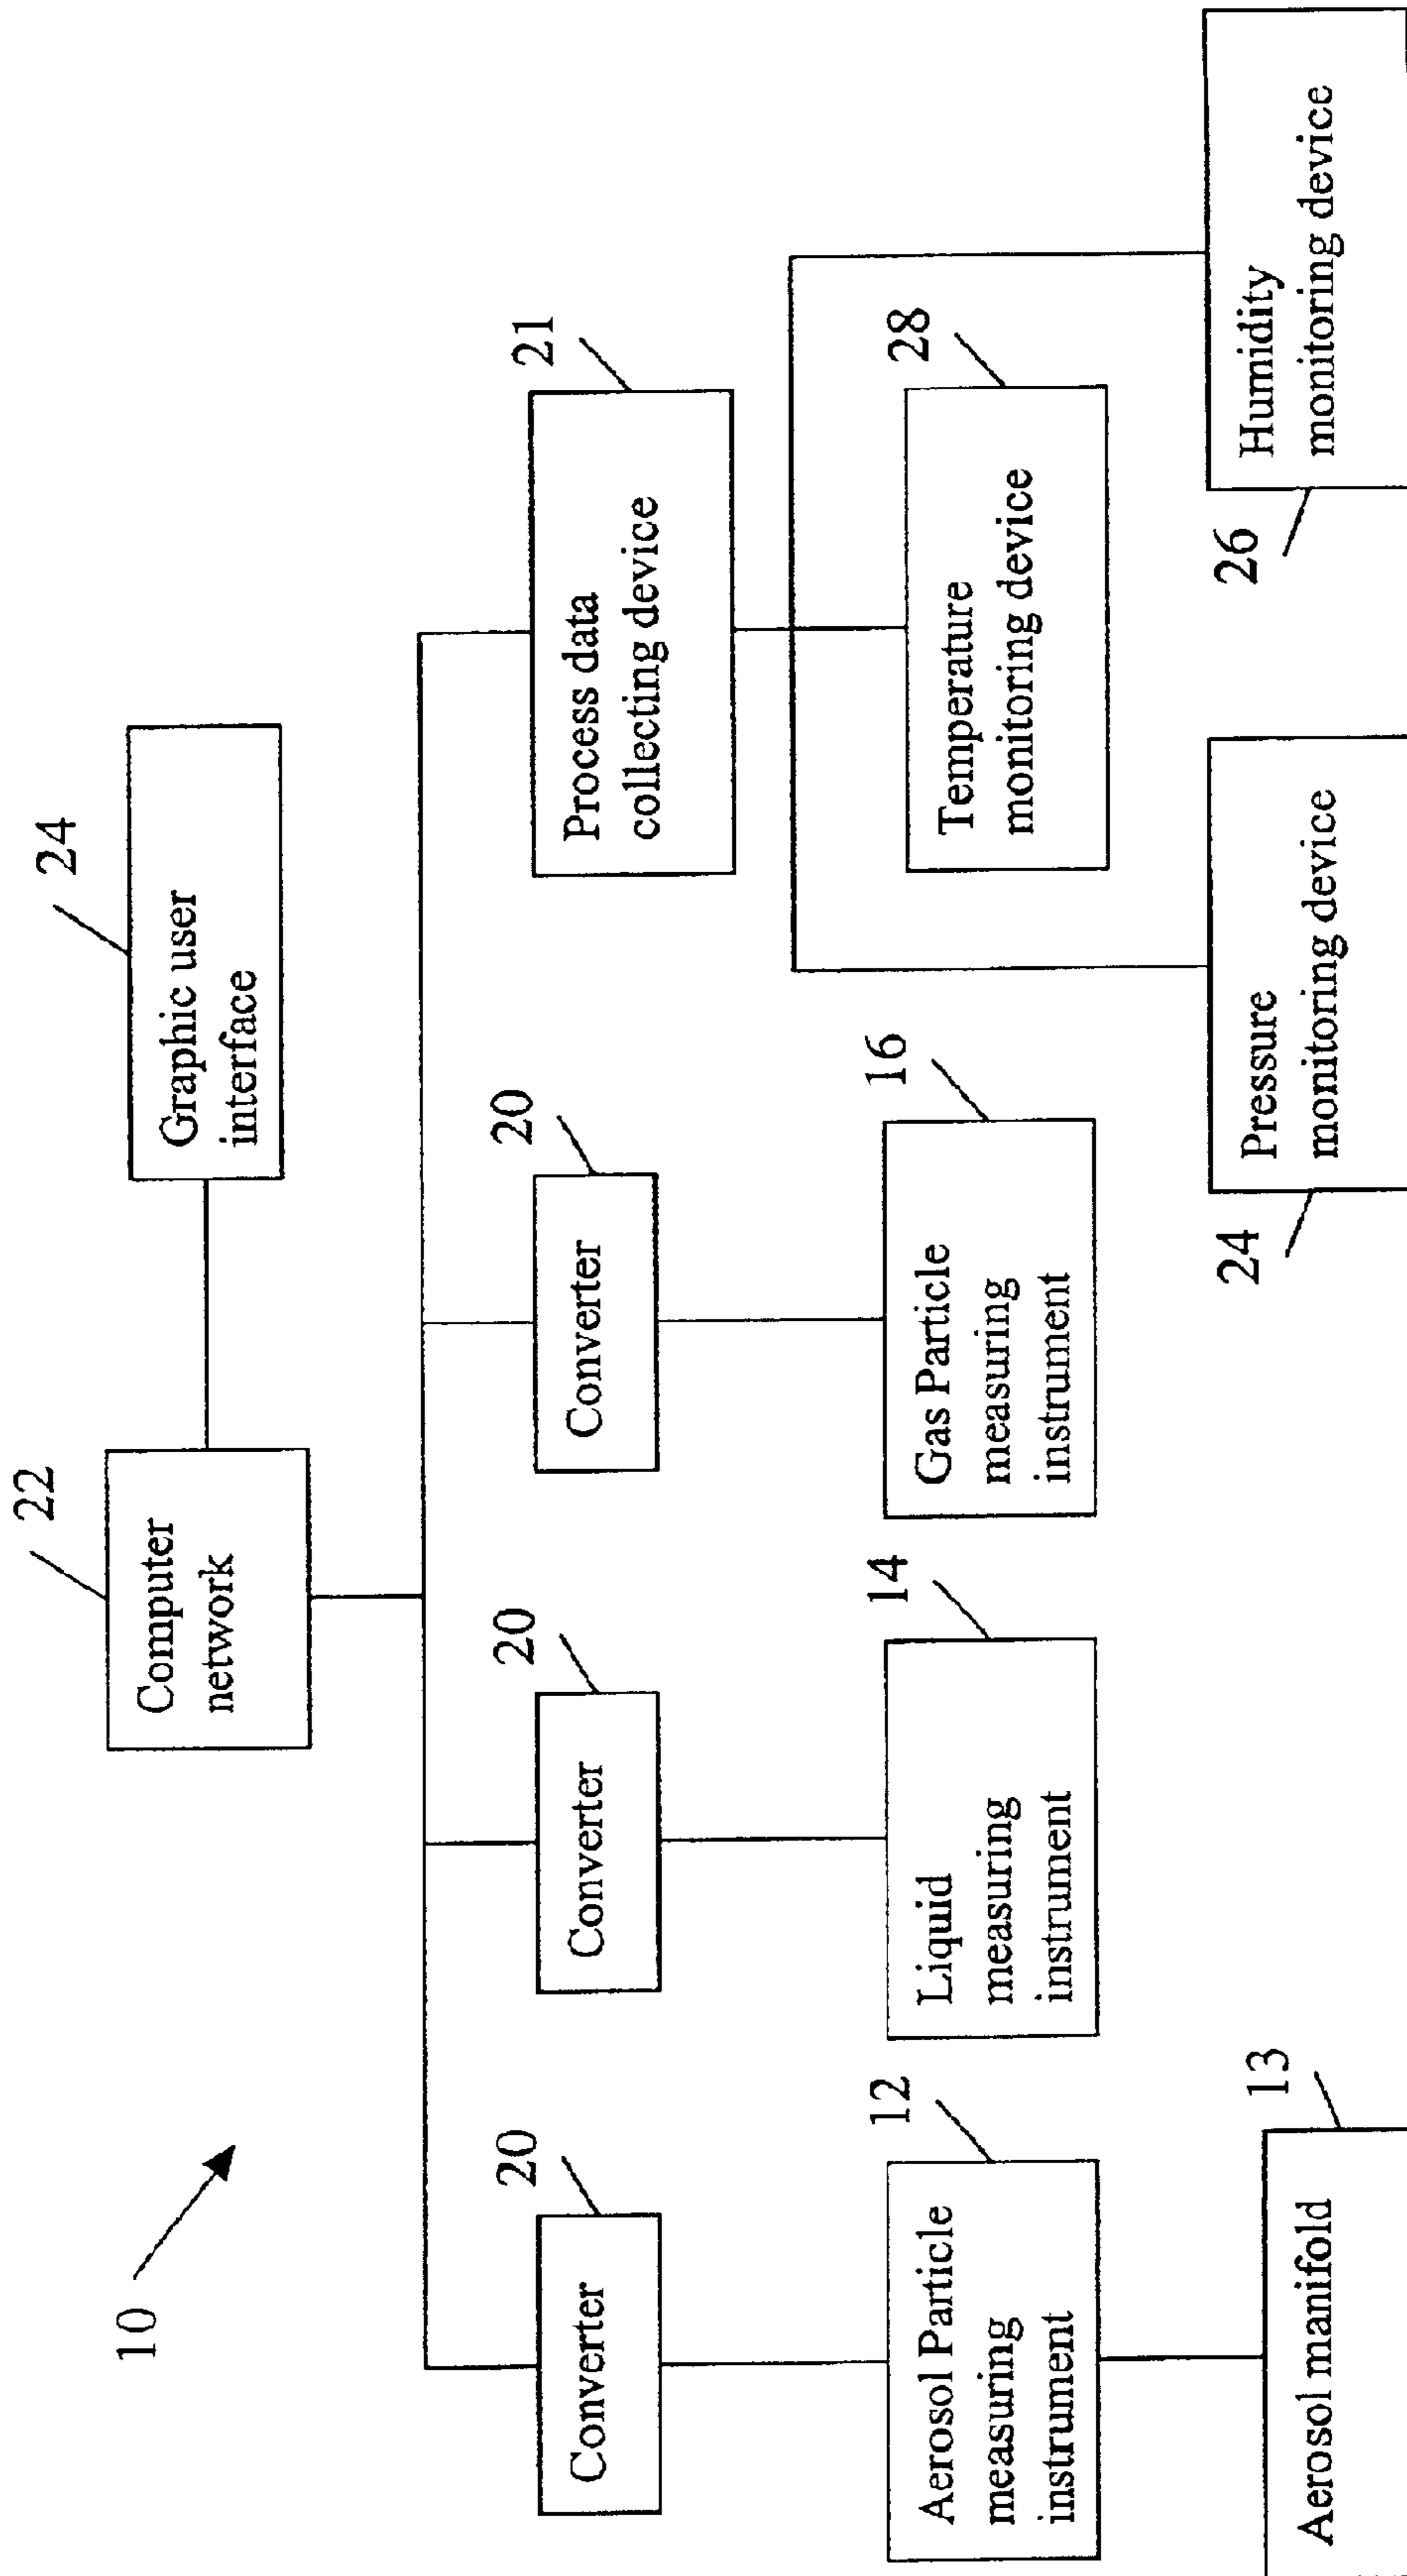 10
22
Computer
network
24
Graphic user
interface
20
Converter
20
Converter
20
Converter
21
Process data
collecting device
12
Aerosol Particle
measuring
instrument
14
Liquid
measuring
instrument
16
Gas Particle
measuring
instrument
28
Temperature
monitoring device
13
Aerosol manifold
24
Pressure
monitoring device
26
Humidity
monitoring device